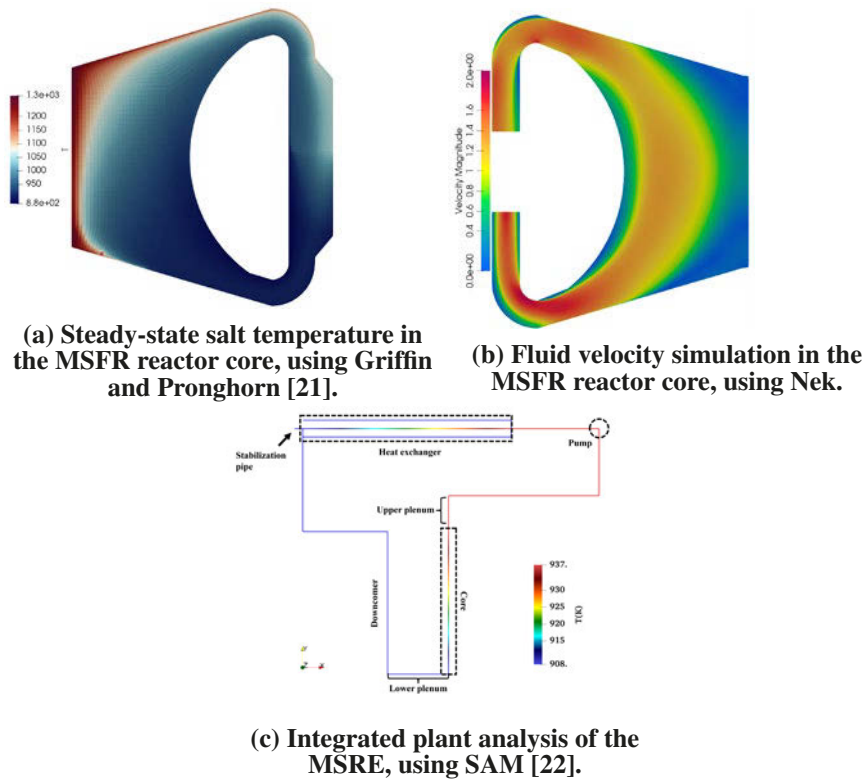 1.3e+03
1200
1150
1100
1050
1000
950
8.8e+02
T
2.0e+00
1.6
1.4
1.2
1
0.8
0.6
0.4
0.0e+00
Velocity Magnitude
(a) Steady-state salt temperature in
the MSFR reactor core, using Griffin
and Pronghorn [21].
(b) Fluid velocity simulation in the
MSFR reactor core, using Nek.
Stabilization
pipe
Heat exchanger
Pump
Upper plenum
Downcomer
Core
Lower plenum
Y
Z
X
937.
930
925
920
915
908.
T(K)
(c) Integrated plant analysis of the
MSRE, using SAM [22].